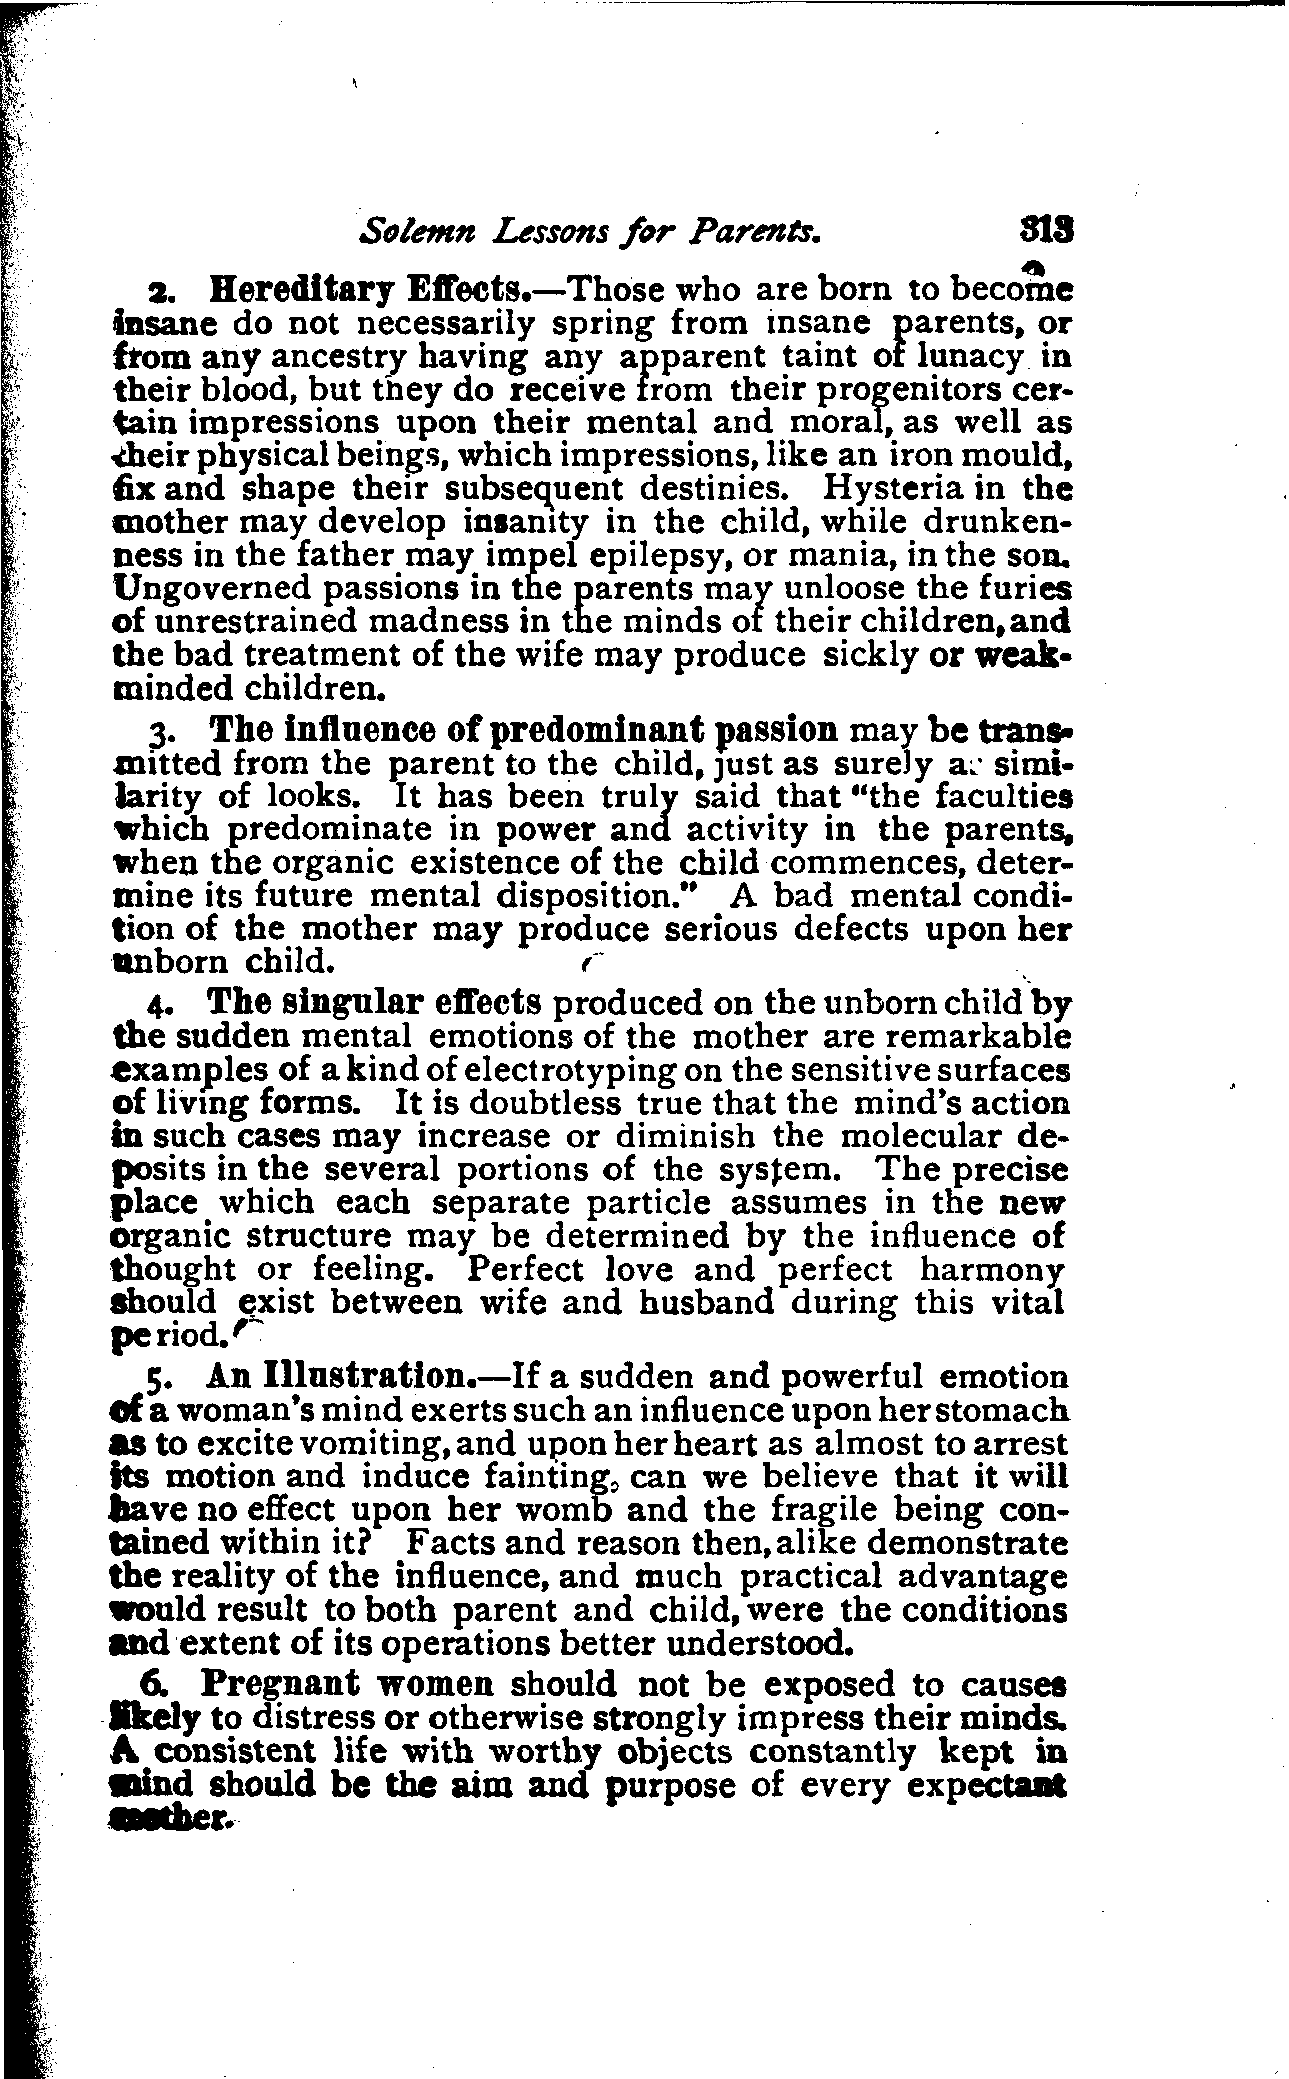 Solemn Lessons for Parents. 313
2. Hereditary Effects.—Those who are born to become
insane do not necessarily spring from insane parents, or
from any ancestry having any apparent taint of lunacy in
their blood, but they do receive from their progenitors cer-
tain impressions upon their mental and moral, as well as
their physical beings, which impressions, like an iron mould,
fix and shape their subsequent destinies. Hysteria in the
mother may develop insanity in the child, while drunken-
ness in the father may impel epilepsy, or mania, in the son.
Ungoverned passions in the parents may unloose the furies
of unrestrained madness in the minds of their children, and
the bad treatment of the wife may produce sickly or weak-
minded children.
3. The influence of predominant passion may be trans-
mitted from the parent to the child, just as surely as simi-
larity of looks. It has been truly said that "the faculties
which predominate in power and activity in the parents,
when the organic existence of the child commences, deter-
mine its future mental disposition." A bad mental condi-
tion of the mother may produce serious defects upon her
unborn child.
4. The singular effects produced on the unborn child by
the sudden mental emotions of the mother are remarkable
examples of a kind of electrotyping on the sensitive surfaces
of living forms. It is doubtless true that the mind's action
in such cases may increase or diminish the molecular de-
posits in the several portions of the system. The precise
place which each separate particle assumes in the new
organic structure may be determined by the influence of
thought or feeling. Perfect love and perfect harmony
should exist between wife and husband during this vital
period.
5. An Illustration.—If a sudden and powerful emotion
of a woman's mind exerts such an influence upon her stomach
as to excite vomiting, and upon her heart as almost to arrest
its motion and induce fainting, can we believe that it will
have no effect upon her womb and the fragile being con-
tained within it? Facts and reason then, alike demonstrate
the reality of the influence, and much practical advantage
would result to both parent and child, were the conditions
and extent of its operations better understood.
6. Pregnant women should not be exposed to causes
likely to distress or otherwise strongly impress their minds.
A consistent life with worthy objects constantly kept in
mind should be the aim and purpose of every expectant
mother.